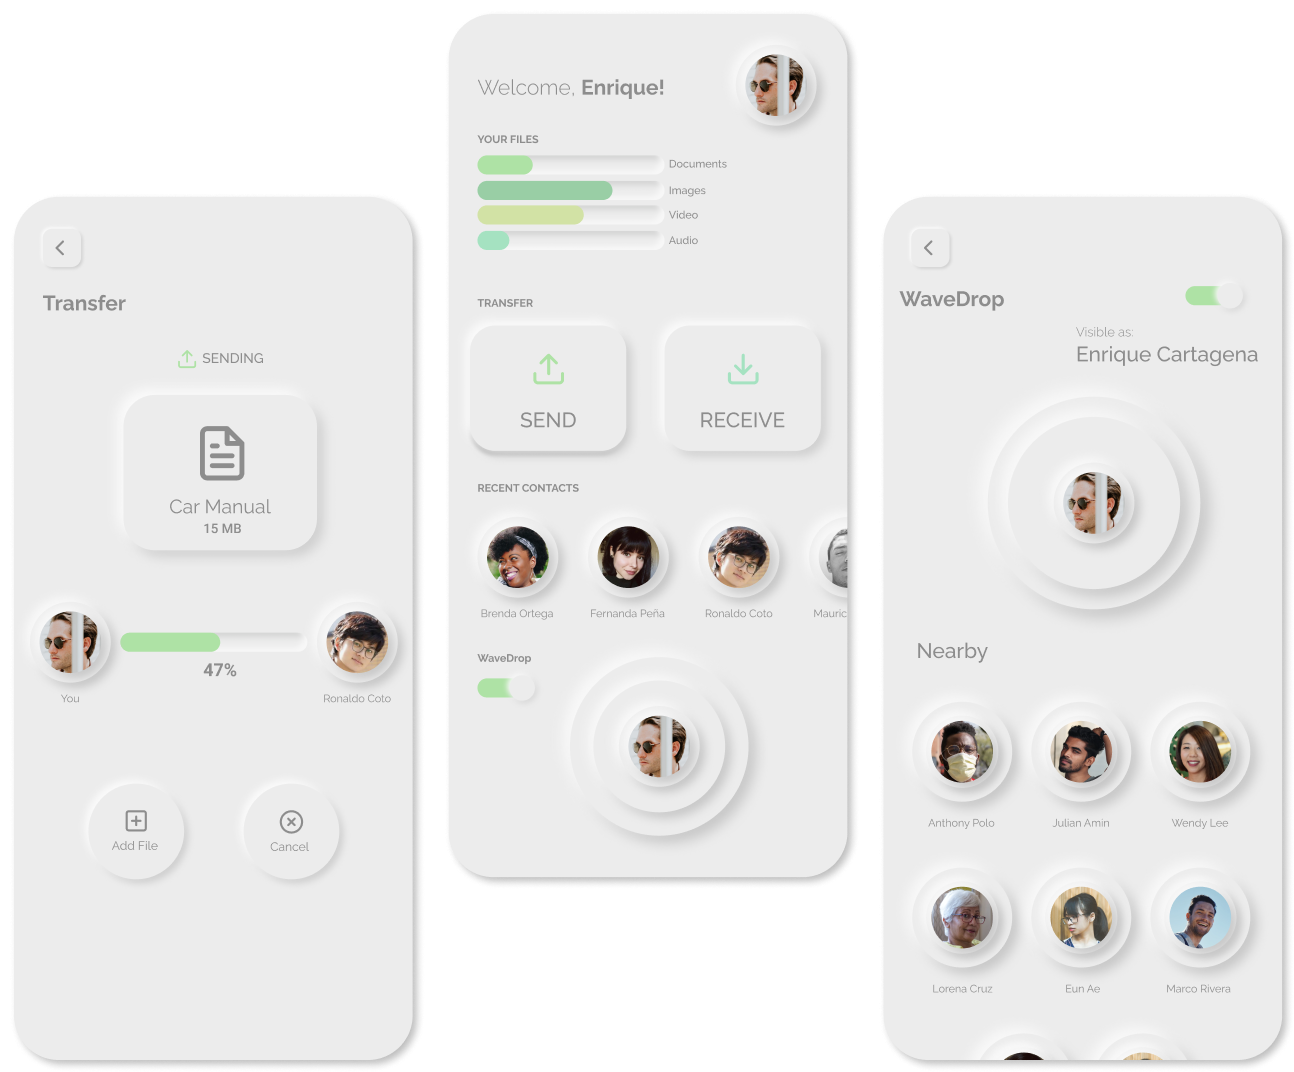 Transfer
SENDING
Car Manual
15 MB
47%
You
Ronaldo Coto
Add File
Cancel
Welcome, Enrique!
YOUR FILES
Documents
Images
Video
Audio
TRANSFER
SEND
RECEIVE
RECENT CONTACTS
Brenda Ortega
Fernanda Peña
Ronaldo Coto
Mauric
WaveDrop
WaveDrop
Visible as:
Enrique Cartagena
Nearby
Anthony Polo
Julian Amin
Wendy Lee
Lorena Cruz
Eun Ae
Marco Rivera